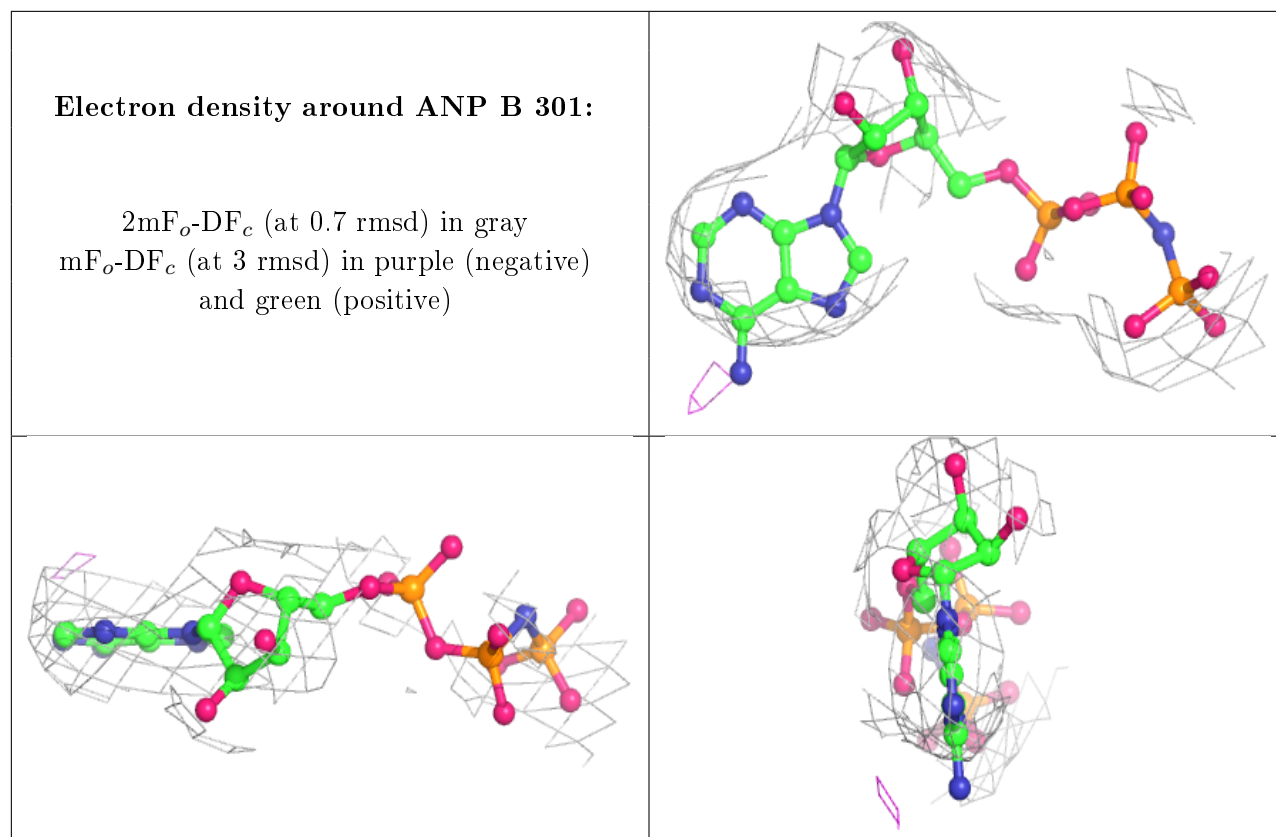 Electron density around ANP B 301:
2mFo-DFc (at 0.7 rmsd) in gray
mFo-DFc (at 3 rmsd) in purple (negative)
and green (positive)